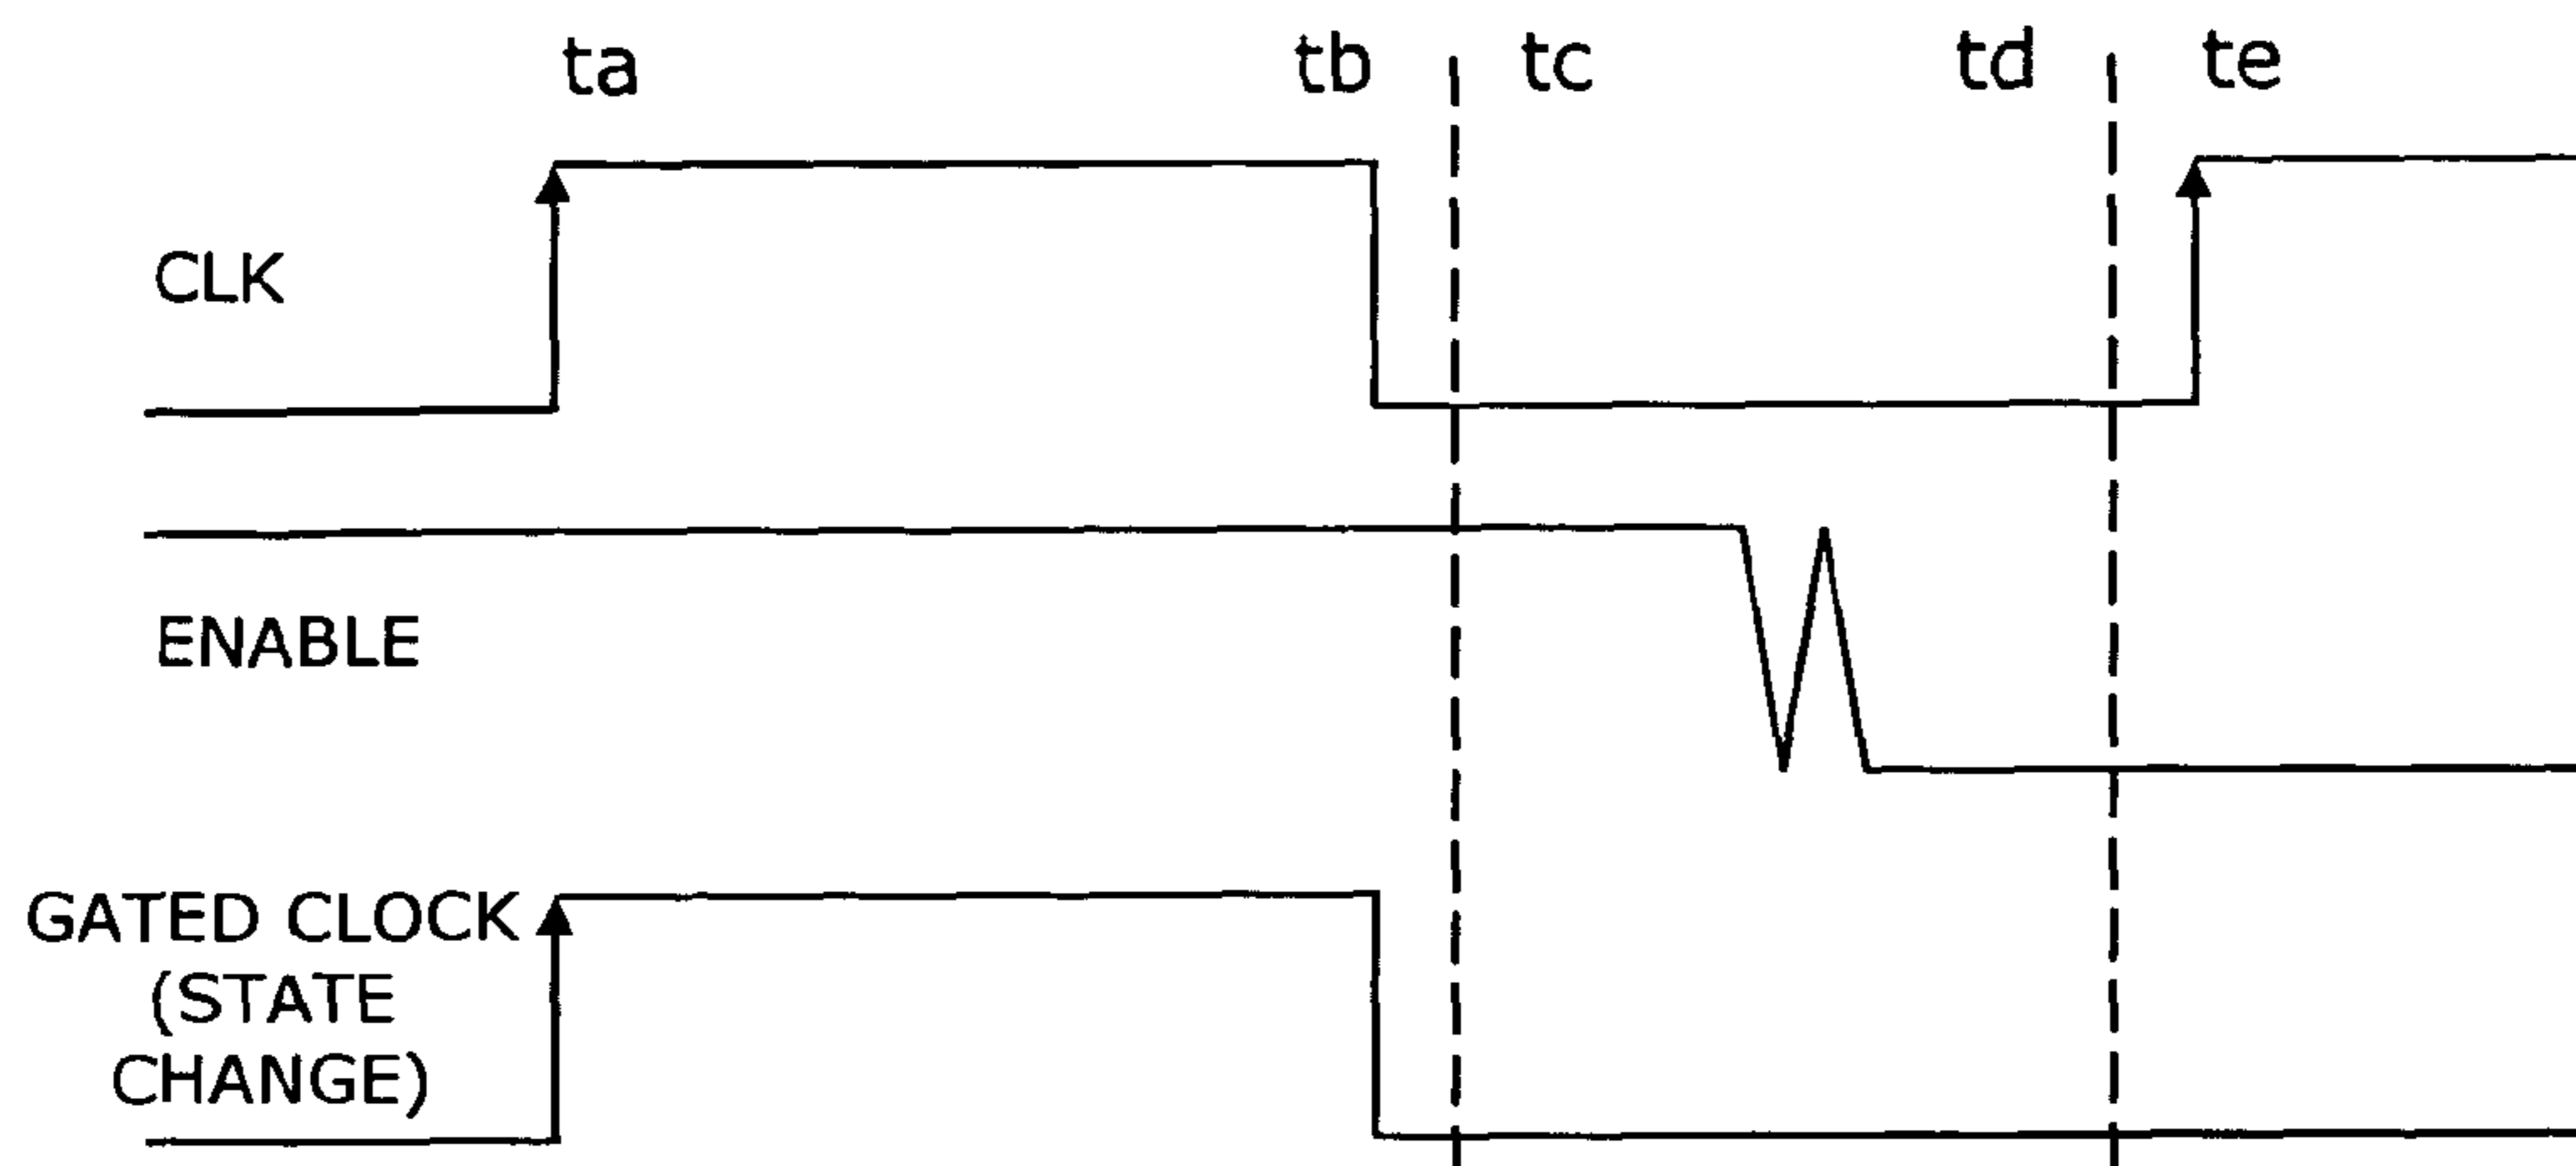 ta
tb
tc
td
te
CLK
ENABLE
GATED CLOCK
(STATE
CHANGE)